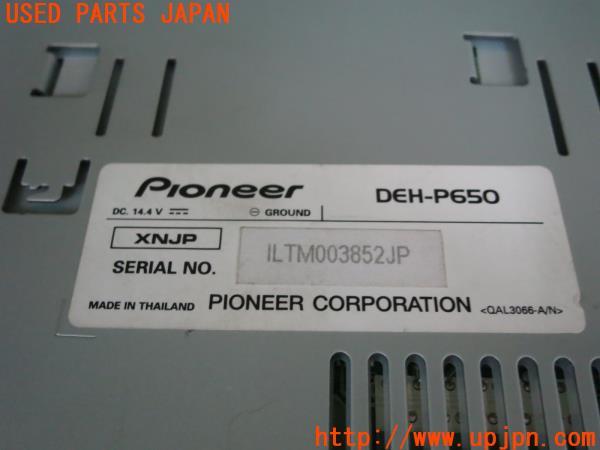 USED PARTS JAPAN
UPJ
Pioneer
DEH-P650
DC. 14.4 V
⊖ GROUND
XNJP
SERIAL NO.
ILTM003852JP
MADE IN THAILAND
PIONEER CORPORATION
<QAL3066-A/N>
http://www.upjpn.com